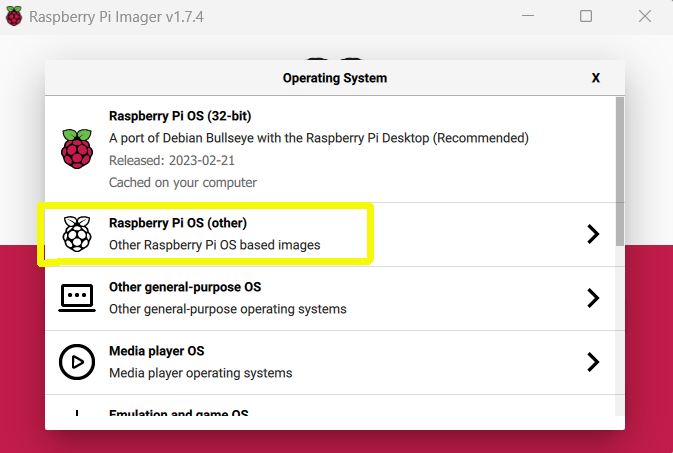 Raspberry Pi Imager v1.7.4
Operating System
X
Raspberry Pi OS (32-bit)
A port of Debian Bullseye with the Raspberry Pi Desktop (Recommended)
Released: 2023-02-21
Cached on your computer
Raspberry Pi OS (other)
Other Raspberry Pi OS based images
Other general-purpose OS
Other general-purpose operating systems
Media player OS
Media player operating systems
Emulation and game OS